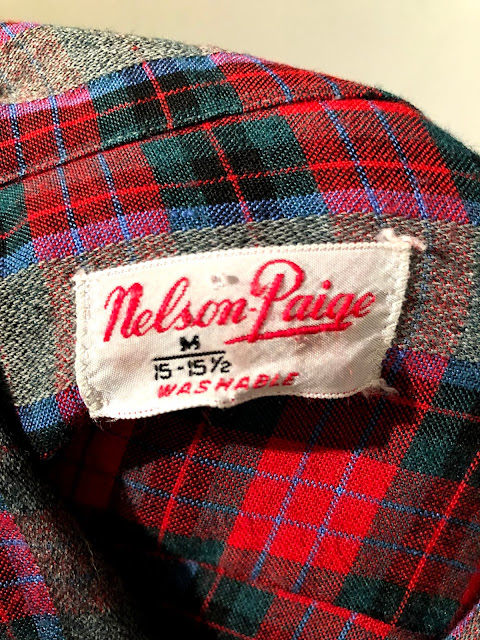 Nelson-Paige
M
15-15½
WASHABLE